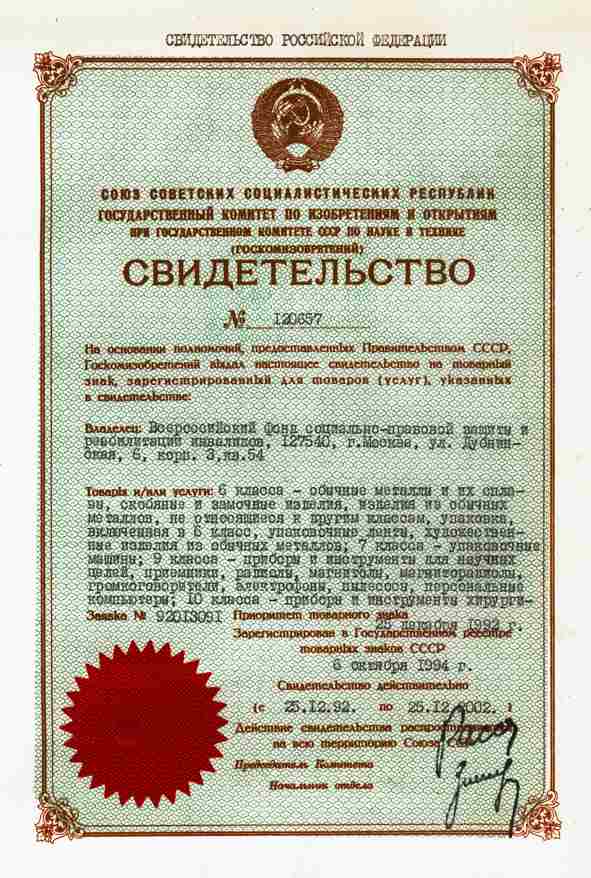 СВИДЕТЕЛЬСТВО РОССИЙСКОЙ ФЕДЕРАЦИИ
СОЮЗ СОВЕТСКИХ СОЦИАЛИСТИЧЕСКИХ РЕСПУБЛИК
ГОСУДАРСТВЕННЫЙ КОМИТЕТ ПО ИЗОБРЕТЕНИЯМ И ОТКРЫТИЯМ
ПРИ ГОСУДАРСТВЕННОМ КОМИТЕТЕ СССР ПО НАУКЕ И ТЕХНИКЕ
(ГОСКОМИЗОБРЕТЕНИЙ)
СВИДЕТЕЛЬСТВО
№ 120657
На основании полномочий, предоставленных Правительством СССР,
Госкомизобретений выдал настоящее свидетельство на товарный
знак, зарегистрированный для товаров (услуг), указанных
в свидетельстве:
Владелец: Всероссийский Фонд социально-правовой защиты и
реабилитации инвалидов, 127540, г.Москва, ул. Дубнин-
ская, 6, корп. 3,кв.54
Товары и/или услуги: 6 класса - обычные металлы и их спла-
вы, скобяные и замочные изделия, изделия из обычных
металлов, не относящиеся к другим классам, упаковка,
включенная в 6 класс, упаковочные ленты, художествен-
ные изделия из обычных металлов; 7 класса - упаковочные
машины; 9 класса - приборы и инструменты для научных
целей, приемники, рациолы, магнитолы, магниторадиолы,
громкоговорители, электрофоны, пылесосы, персональные
компьютеры; 10 класса - приборы и инструменты хирурги-
Заявка № 92013091 Приоритет товарного знака
25 декабря 1992 г.
Зарегистрирован в Государственном реестре
товарных знаков СССР
6 октября 1994 г.
Свидетельство действительно
(с 25.12.92. по 25.12.2002. )
Действие свидетельства распространяется
на всю территорию Союза ССР
Председатель Комитета
Начальник отдела